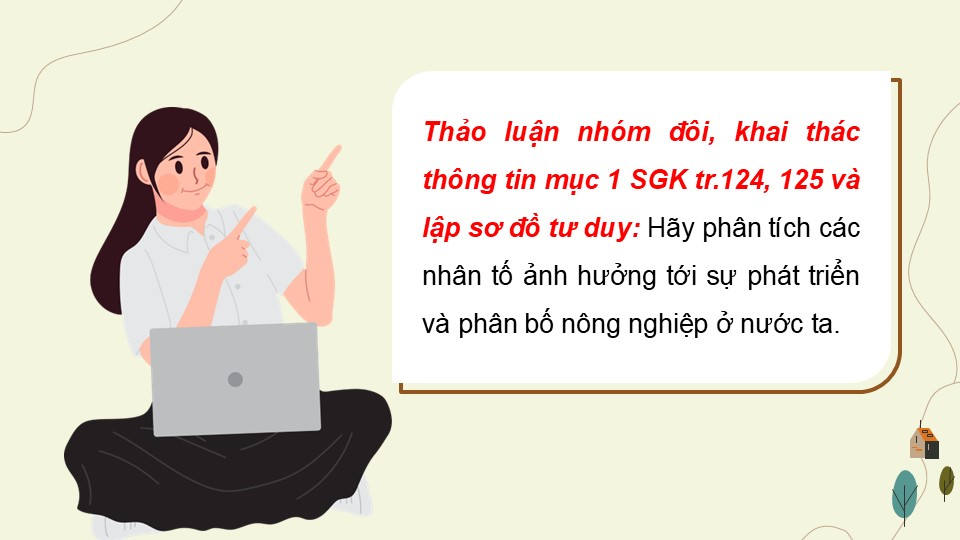 Thảo luận nhóm đôi, khai thác
thông tin mục 1 SGK tr.124, 125 và
lập sơ đồ tư duy: Hãy phân tích các
nhân tố ảnh hưởng tới sự phát triển
và phân bố nông nghiệp ở nước ta.